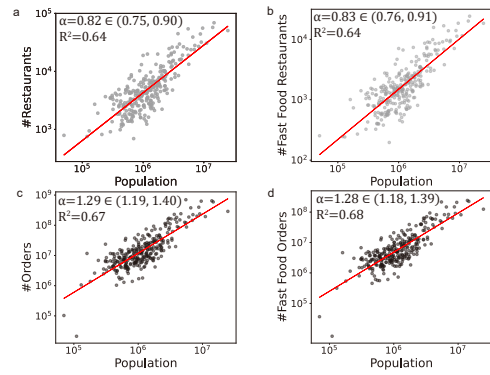 a
α=0.82 ∈ (0.75, 0.90)
R²=0.64
10⁵
10⁴
10³
#Restaurants
10⁵ 10⁶ 10⁷
Population
b
α=0.83 ∈ (0.76, 0.91)
R²=0.64
10⁴
10³
10²
#Fast Food Restaurants
10⁵ 10⁶ 10⁷
Population
c
α=1.29 ∈ (1.19, 1.40)
R²=0.67
10⁹
10⁸
10⁷
10⁶
10⁵
#Orders
10⁵ 10⁶ 10⁷
Population
d
α=1.28 ∈ (1.18, 1.39)
R²=0.68
10⁸
10⁷
10⁶
10⁵
10⁴
#Fast Food Orders
10⁵ 10⁶ 10⁷
Population